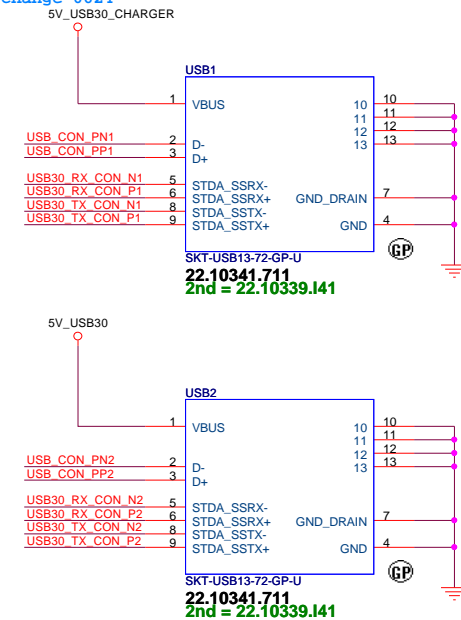 5V_USB30_CHARGER
USB1
1 VBUS 10 10
11 11
12 12
USB_CON_PN1 2 D- 13 13
USB_CON_PP1 3 D+
USB30_RX_CON_N1 5 STDA_SSRX-
USB30_RX_CON_P1 6 STDA_SSRX+ GND_DRAIN 7
USB30_TX_CON_N1 8 STDA_SSTX-
USB30_TX_CON_P1 9 STDA_SSTX+ GND 4
GP
SKT-USB13-72-GP-U
22.10341.711
2nd = 22.10339.I41
5V_USB30
USB2
1 VBUS 10 10
11 11
12 12
USB_CON_PN2 2 D- 13 13
USB_CON_PP2 3 D+
USB30_RX_CON_N2 5 STDA_SSRX-
USB30_RX_CON_P2 6 STDA_SSRX+ GND_DRAIN 7
USB30_TX_CON_N2 8 STDA_SSTX-
USB30_TX_CON_P2 9 STDA_SSTX+ GND 4
GP
SKT-USB13-72-GP-U
22.10341.711
2nd = 22.10339.I41